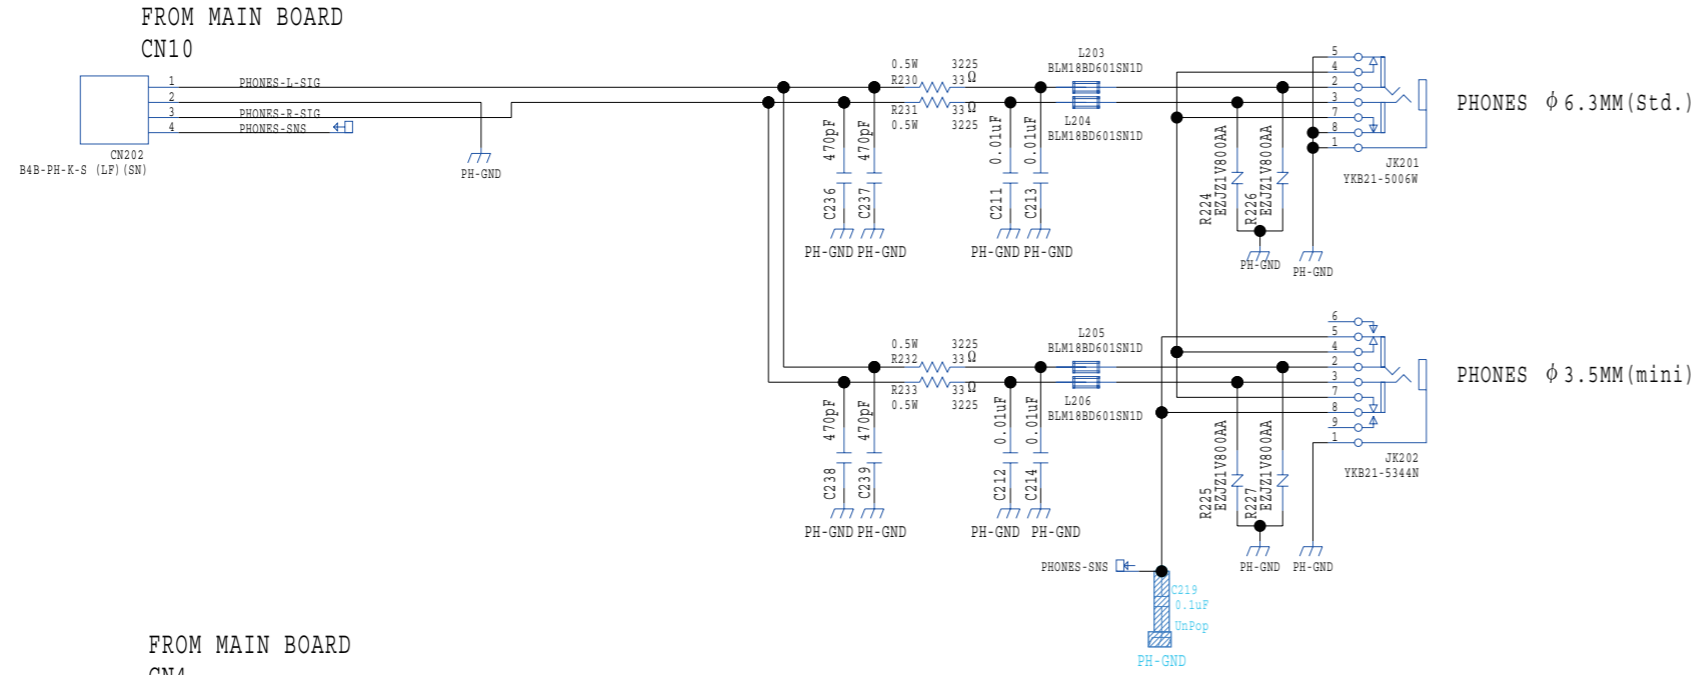 FROM MAIN BOARD
CN10
1 PHONES-L-SIG
2
3 PHONES-R-SIG
4 PHONES-SNS
CN202
B4B-PH-K-S (LF)(SN)
PH-GND
0.5W 3225
R230 33Ω
R231 33Ω
0.5W 3225
L203
BLM18BD601SN1D
L204
BLM18BD601SN1D
470pF
C236
470pF
C237
0.01uF
C211
0.01uF
C213
PH-GND PH-GND
PH-GND PH-GND
R224
EZJZ1V800AA
R226
EZJZ1V800AA
PH-GND
PH-GND
5
4
2
3
7
8
1
JK201
YKB21-5006W
PHONES ϕ6.3MM(Std.)
0.5W 3225
R232 33Ω
R233 33Ω
0.5W 3225
L205
BLM18BD601SN1D
L206
BLM18BD601SN1D
470pF
C238
470pF
C239
0.01uF
C212
0.01uF
C214
PH-GND PH-GND
PH-GND PH-GND
R225
EZJZ1V800AA
R227
EZJZ1V800AA
PH-GND
PH-GND
6
5
4
2
3
7
8
9
1
JK202
YKB21-5344N
PHONES ϕ3.5MM(mini)
PHONES-SNS
C219
0.1uF
UnPop
PH-GND
FROM MAIN BOARD
CN4